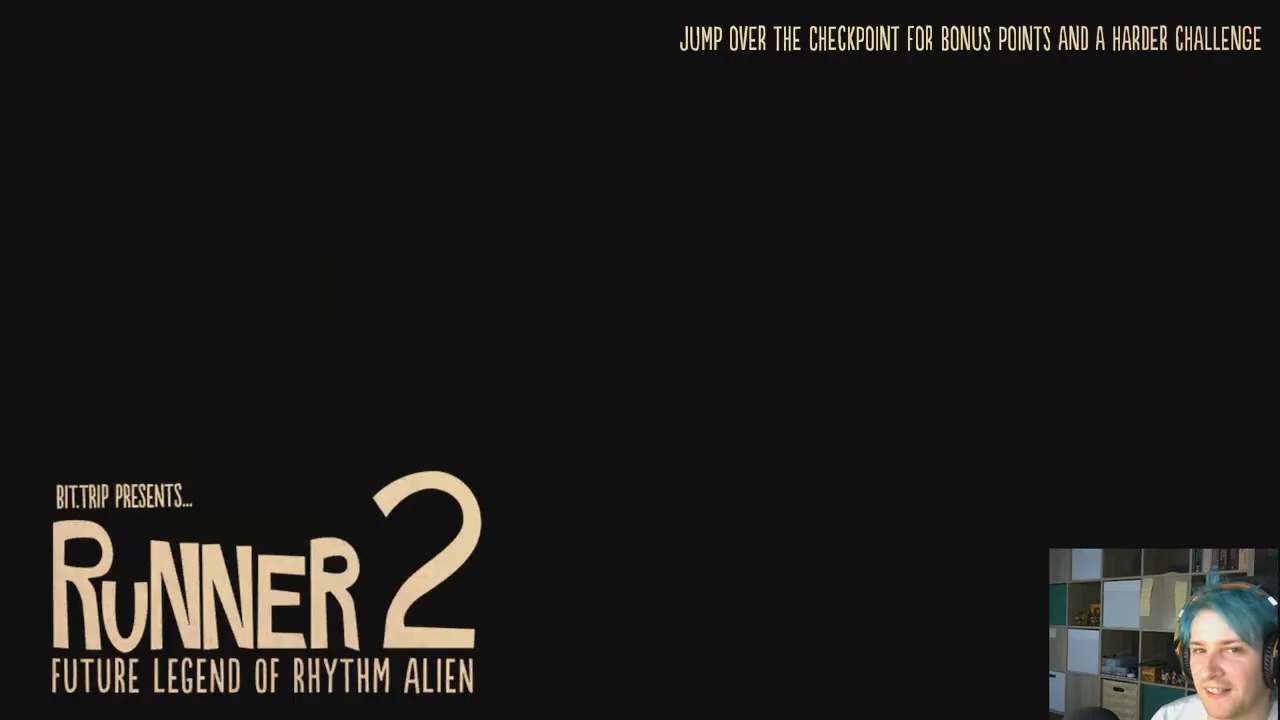 JUMP OVER THE CHECKPOINT FOR BONUS POINTS AND A HARDER CHALLENGE
BIT.TRIP PRESENTS...
RUNNER 2
FUTURE LEGEND OF RHYTHM ALIEN